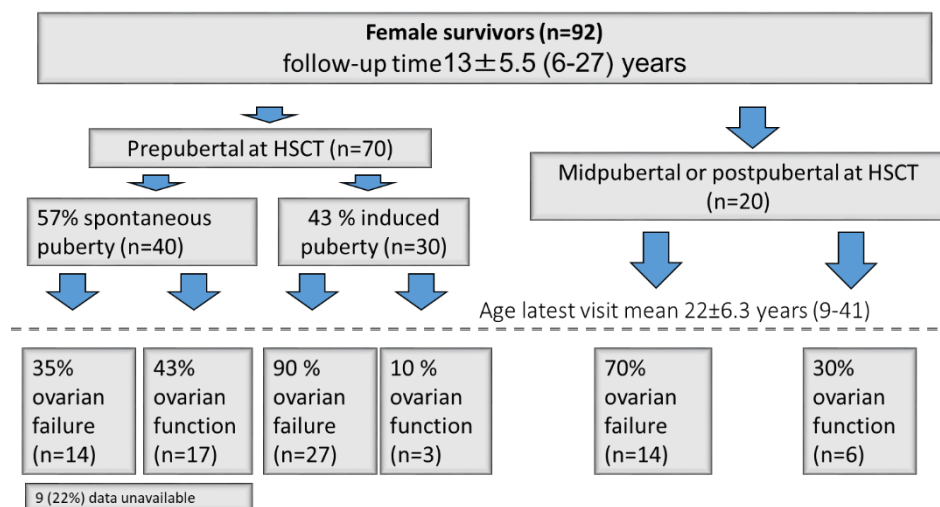 Female survivors (n=92)
follow-up time13±5.5 (6-27) years
Prepubertal at HSCT (n=70)
Midpubertal or postpubertal at HSCT
(n=20)
57% spontaneous
puberty (n=40)
43 % induced
puberty (n=30)
Age latest visit mean 22±6.3 years (9-41)
35%
ovarian
failure
(n=14)
43%
ovarian
function
(n=17)
90 %
ovarian
failure
(n=27)
10 %
ovarian
function
(n=3)
70%
ovarian
failure
(n=14)
30%
ovarian
function
(n=6)
9 (22%) data unavailable